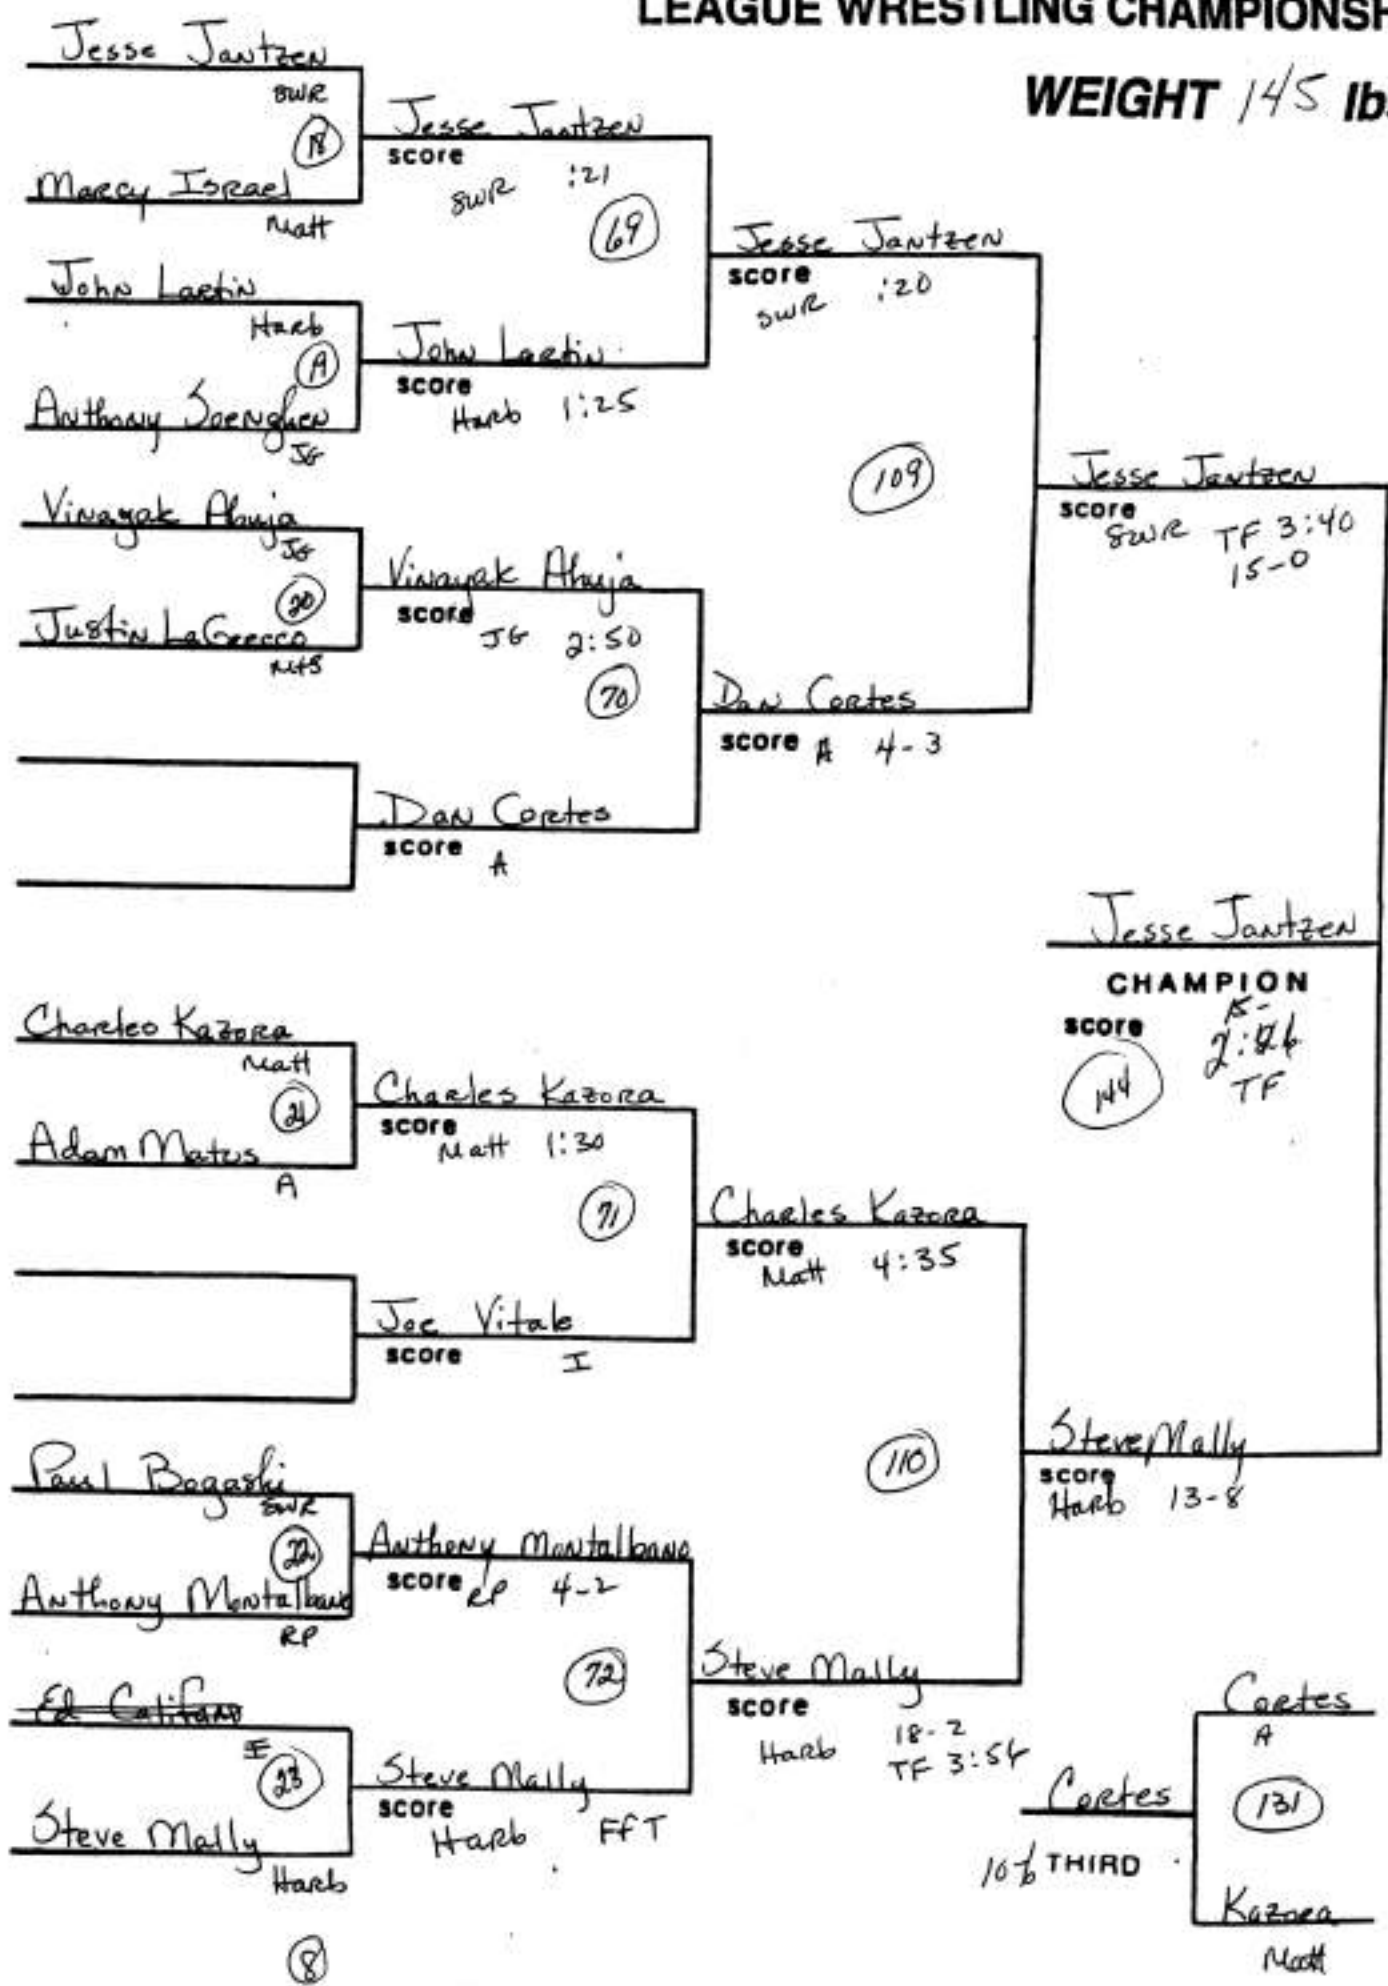 LEAGUE WRESTLING CHAMPIONSH
WEIGHT 145 lbs
Jesse Jantzen
SWR
18
Marcy Israel
Matt
Jesse Jantzen
score
SWR :21
69
John Lartin
Harb
Anthony
JG
John Lartin
score
Harb 1:25
Jesse Jantzen
score
SWR :20
109
Vinayak Ahuja
JG
20
Justin LaGrecco
MtS
Vinayak Ahuja
score
JG 2:50
70
Dan Cortes
score A
Dan Cortes
score A 4-3
Jesse Jantzen
score
SWR TF 3:40
15-0
Jesse Jantzen
CHAMPION
score
144
TF
Charles Kazora
Matt
21
Adam Matus
A
Charles Kazora
score
Matt 1:30
71
Joe Vitale
score I
Charles Kazora
score
Matt 4:35
110
Paul Bogaski
SWR
22
Anthony Montalbano
RP
Anthony Montalbano
score RP 4-2
72
Ed Califano
I
23
Steve Mally
Harb
Steve Mally
score
Harb FFT
Steve Mally
score
Harb 18-2
TF 3:54
Steve Mally
score
Harb 13-8
Cortes
A
131
Kazora
Matt
Cortes
THIRD
8